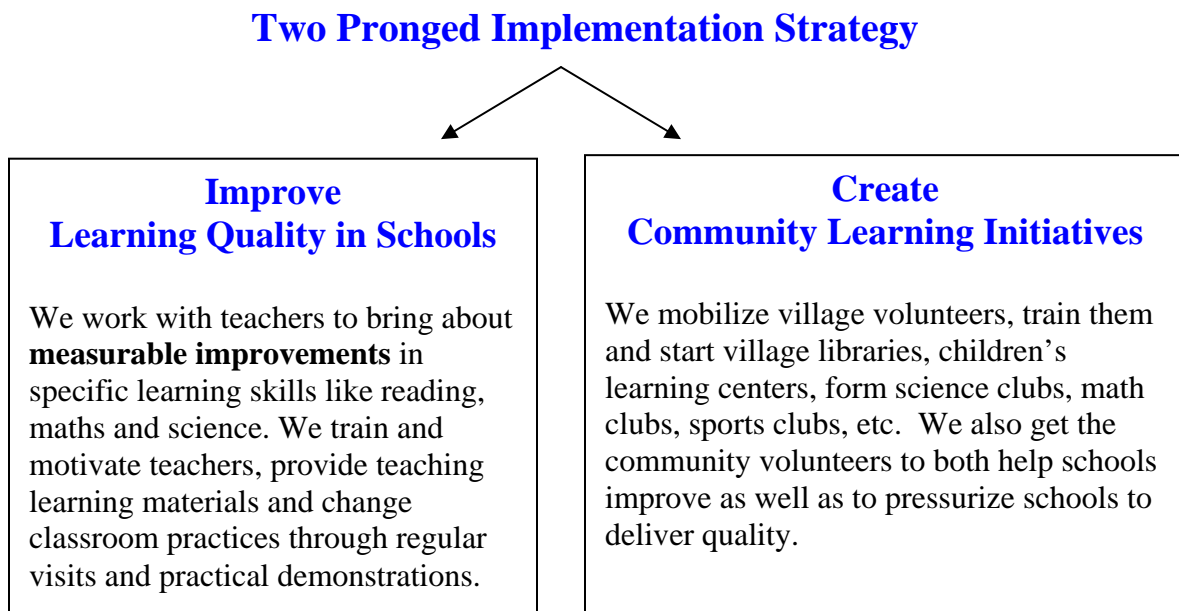 Two Pronged Implementation Strategy
Improve
Learning Quality in Schools
We work with teachers to bring about
measurable improvements in
specific learning skills like reading,
maths and science. We train and
motivate teachers, provide teaching
learning materials and change
classroom practices through regular
visits and practical demonstrations.
Create
Community Learning Initiatives
We mobilize village volunteers, train them
and start village libraries, children’s
learning centers, form science clubs, math
clubs, sports clubs, etc.  We also get the
community volunteers to both help schools
improve as well as to pressurize schools to
deliver quality.